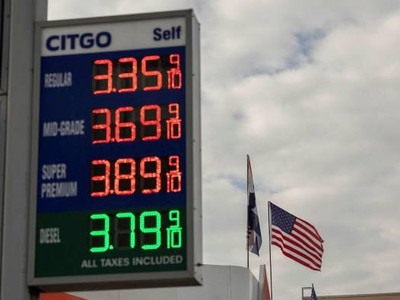 CITGO Self
REGULAR 3.35 9/10
MID-GRADE 3.69 9/10
SUPER PREMIUM 3.89 9/10
DIESEL 3.79 9/10
ALL TAXES INCLUDED